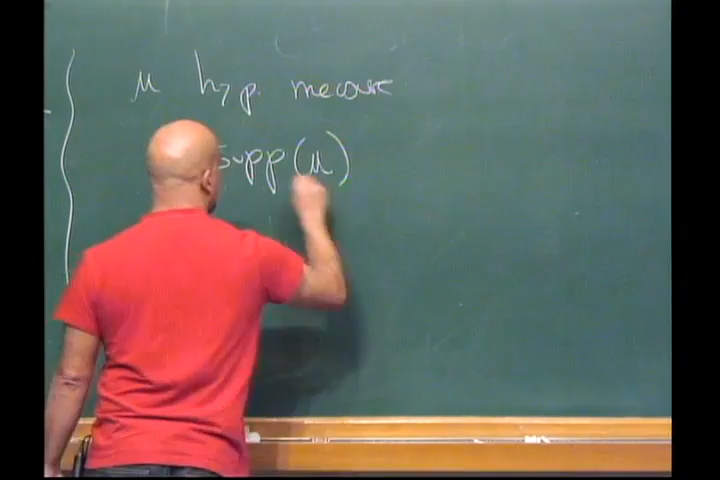 μ hyp. measure
supp(μ)